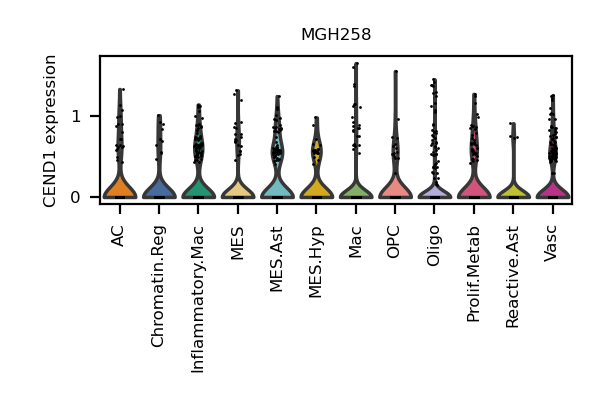 MGH258
CEND1 expression
1
0
AC
Chromatin.Reg
Inflammatory.Mac
MES
MES.Ast
MES.Hyp
Mac
OPC
Oligo
Prolif.Metab
Reactive.Ast
Vasc